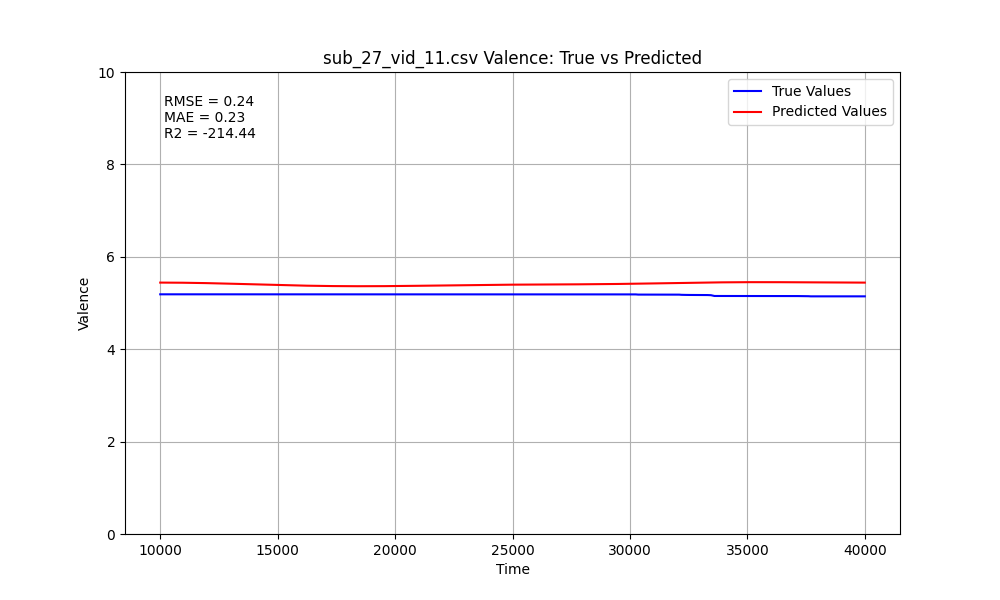 sub_27_vid_11.csv Valence: True vs Predicted
10
8
6
4
2
0
Valence
RMSE = 0.24
MAE = 0.23
R2 = -214.44
True Values
Predicted Values
10000 15000 20000 25000 30000 35000 40000
Time